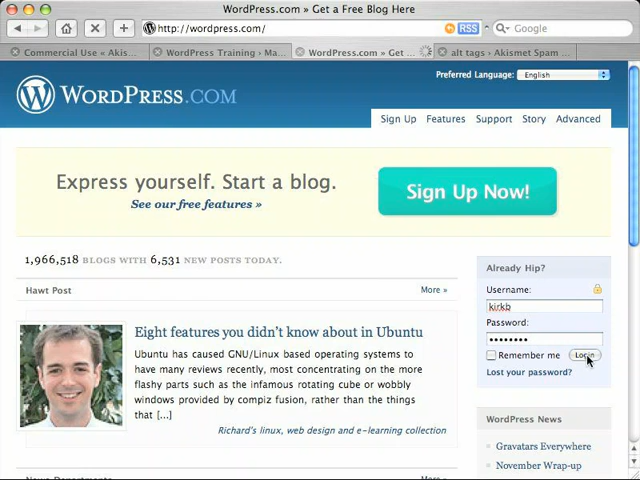 WordPress.com » Get a Free Blog Here
http://wordpress.com/
RSS
Google
Commercial Use « Akis...
WordPress Training › Ma...
WordPress.com » Get ...
alt tags › Akismet Spam ...
Preferred Language: English
WORDPRESS.COM
Sign Up Features Support Story Advanced
Express yourself. Start a blog.
See our free features »
Sign Up Now!
1,966,518 BLOGS WITH 6,531 NEW POSTS TODAY.
Hawt Post
More »
Eight features you didn't know about in Ubuntu
Ubuntu has caused GNU/Linux based operating systems to
have many reviews recently, most concentrating on the more
flashy parts such as the infamous rotating cube or wobbly
windows provided by compiz fusion, rather than the things
that [...]
Richard's linux, web design and e-learning collection
Already Hip?
Username:
kirkb
Password:
Remember me
Login
Lost your password?
WordPress News
Gravatars Everywhere
November Wrap-up
News Departments
More »